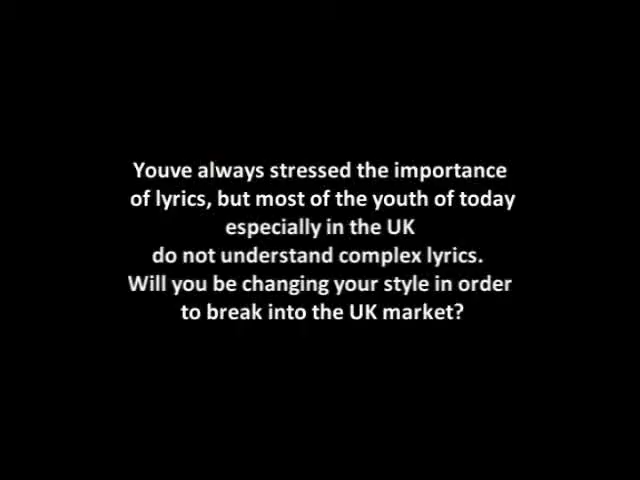 Youve always stressed the importance
of lyrics, but most of the youth of today
especially in the UK
do not understand complex lyrics.
Will you be changing your style in order
to break into the UK market?